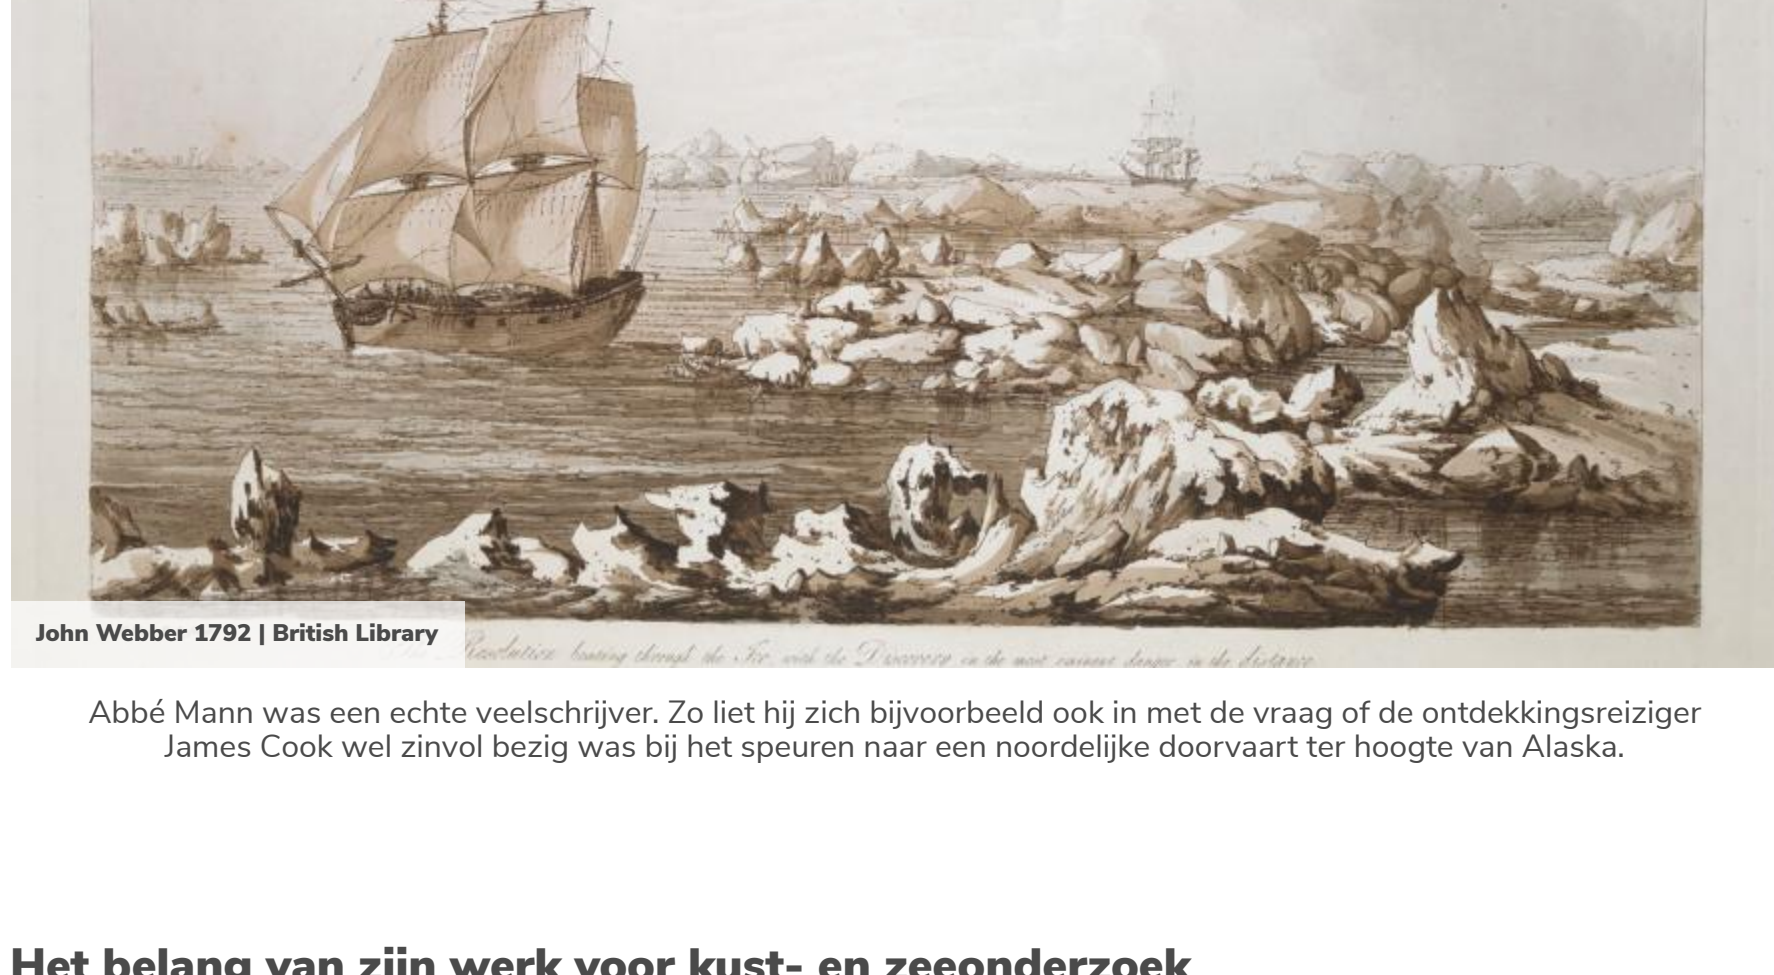 John Webber 1792 | British Library
Resolution beating through the Ice, with the Discovery in the most eminent danger in the distance
Abbé Mann was een echte veelschrijver. Zo liet hij zich bijvoorbeeld ook in met de vraag of de ontdekkingsreiziger
James Cook wel zinvol bezig was bij het speuren naar een noordelijke doorvaart ter hoogte van Alaska.
Het belang van zijn werk voor kust- en zeeonderzoek